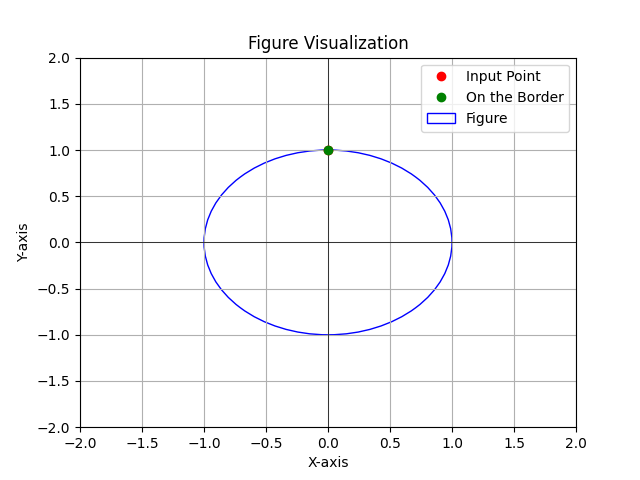 Figure Visualization
Input Point
On the Border
Figure
2.0
1.5
1.0
0.5
0.0
−0.5
−1.0
−1.5
−2.0
Y-axis
−2.0 −1.5 −1.0 −0.5 0.0 0.5 1.0 1.5 2.0
X-axis